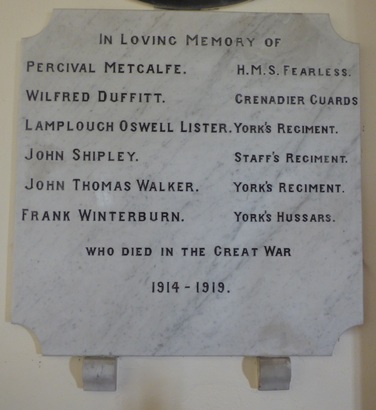 In Loving Memory of
Percival Metcalfe. H.M.S. Fearless.
Wilfred Duffitt. Grenadier Guards
Lamplough Oswell Lister. York's Regiment.
John Shipley. Staff's Regiment.
John Thomas Walker. York's Regiment.
Frank Winterburn. York's Hussars.
who died in the Great War
1914-1919.